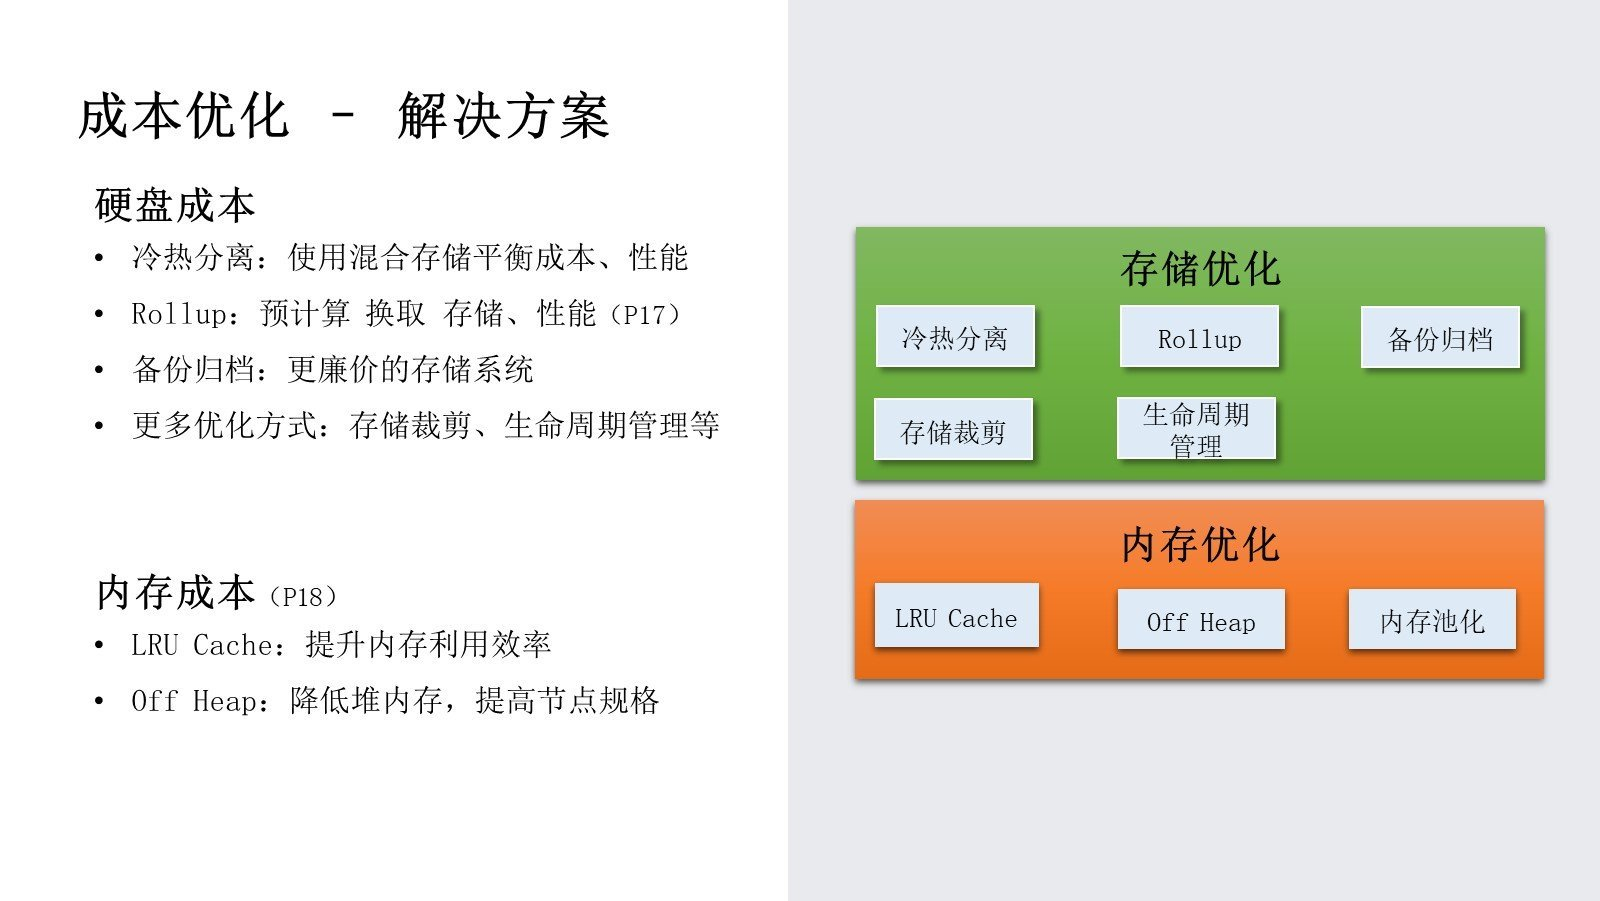 成本优化 - 解决方案
硬盘成本
• 冷热分离：使用混合存储平衡成本、性能
• Rollup：预计算 换取 存储、性能（P17）
• 备份归档：更廉价的存储系统
• 更多优化方式：存储裁剪、生命周期管理等
内存成本（P18）
• LRU Cache：提升内存利用效率
• Off Heap：降低堆内存，提高节点规格
存储优化
冷热分离
Rollup
备份归档
存储裁剪
生命周期
管理
内存优化
LRU Cache
Off Heap
内存池化